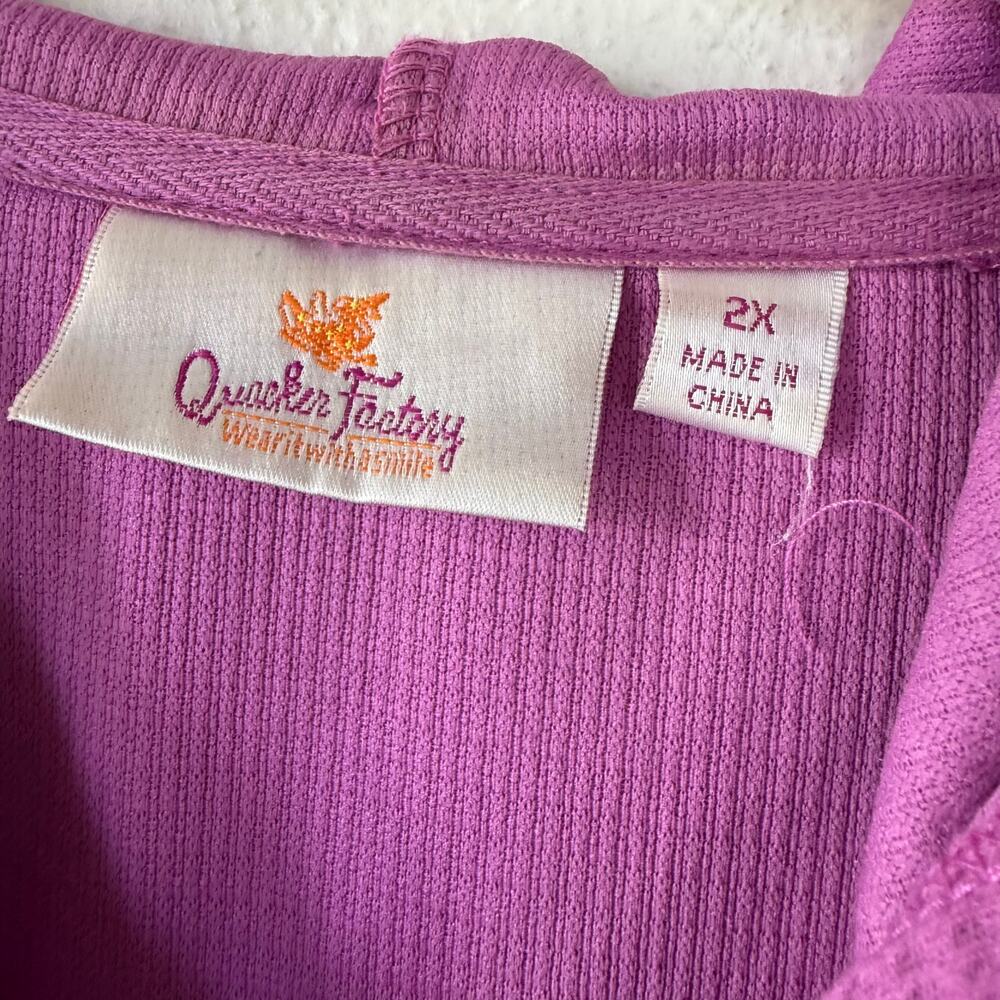 Quacker Factory
Wear it with a smile
2X
MADE IN
CHINA